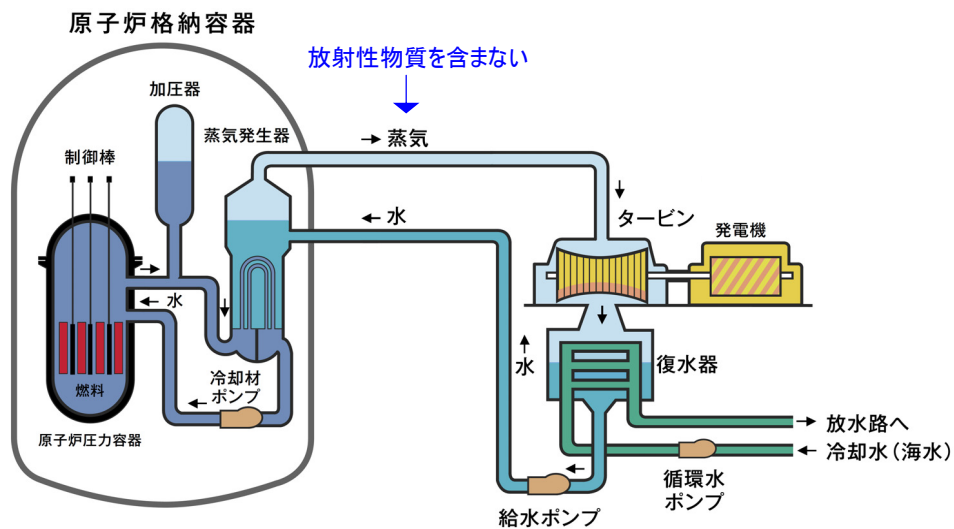 原子炉格納容器
放射性物質を含まない
加圧器
蒸気発生器
蒸気
制御棒
水
タービン
発電機
水
燃料
冷却材
ポンプ
原子炉圧力容器
水
復水器
放水路へ
冷却水(海水)
循環水
ポンプ
給水ポンプ